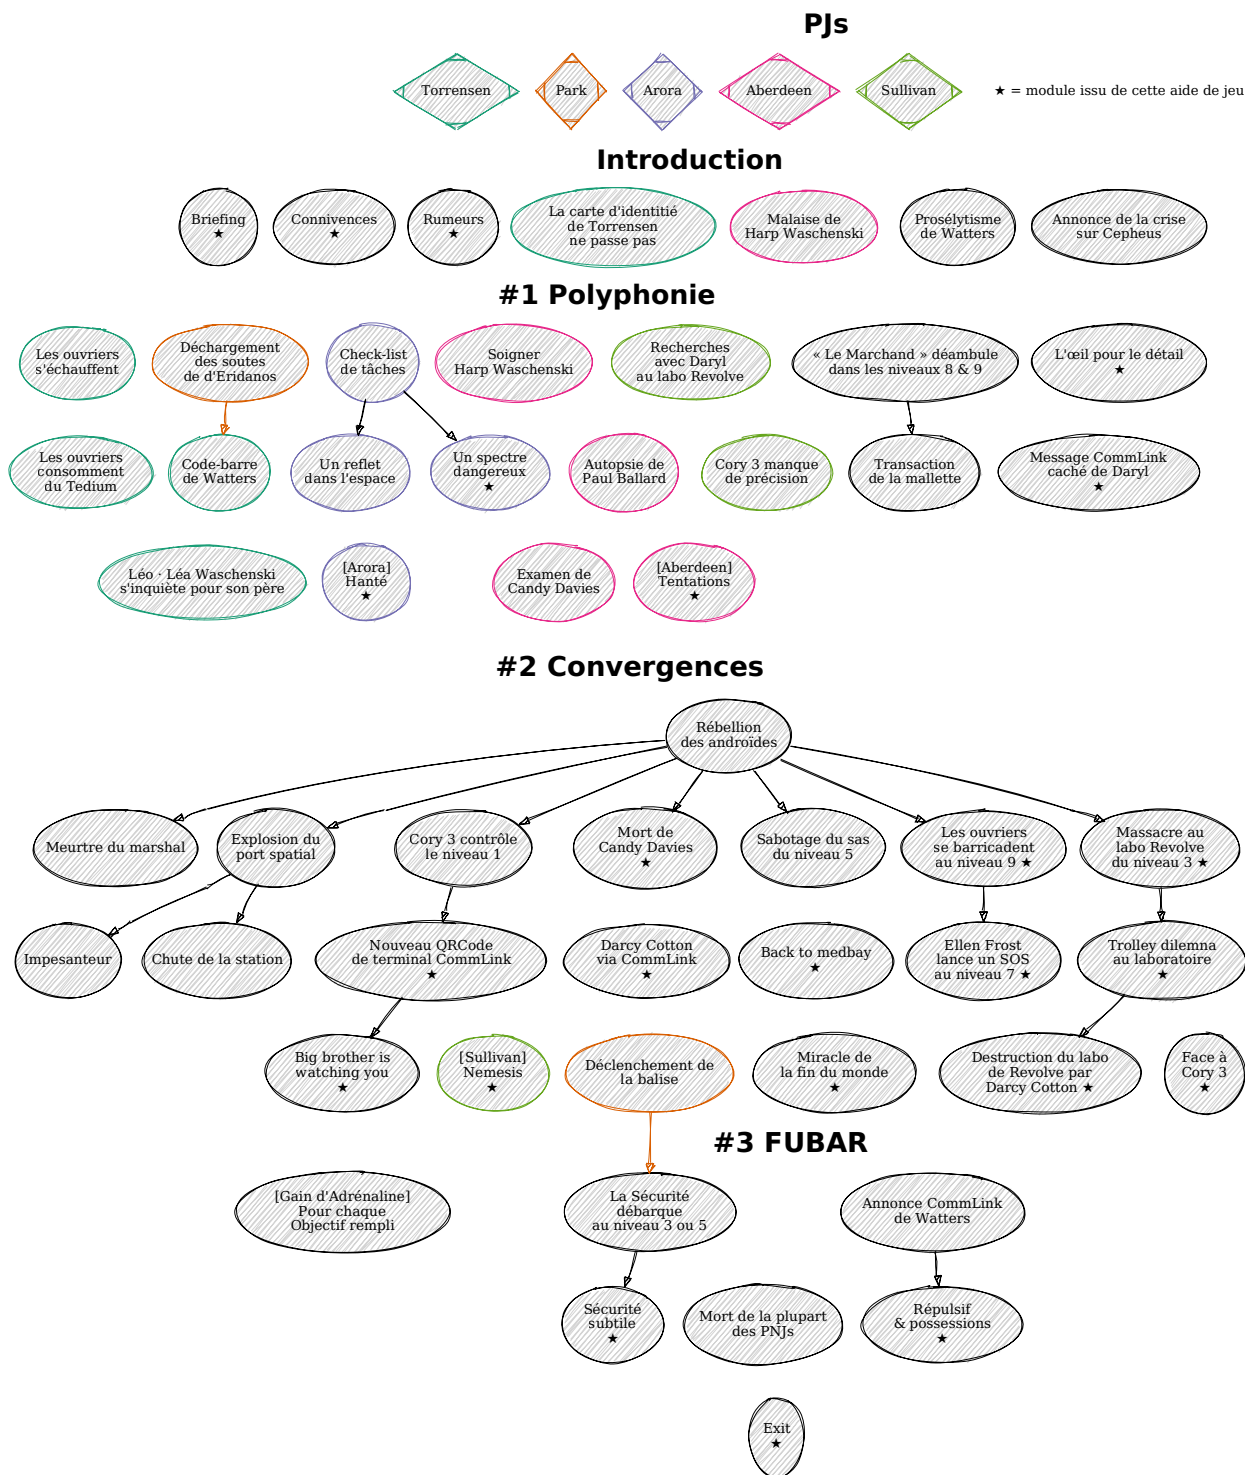 PJs
Torrensen
Park
Arora
Aberdeen
Sullivan
★ = module issu de cette aide de jeu
Introduction
Briefing
★
Connivences
★
Rumeurs
★
La carte d'identitié
de Torrensen
ne passe pas
Malaise de
Harp Waschenski
Prosélytisme
de Watters
Annonce de la crise
sur Cepheus
#1 Polyphonie
Les ouvriers
s'échauffent
Déchargement
des soutes
de d'Eridanos
Check-list
de tâches
Soigner
Harp Waschenski
Recherches
avec Daryl
au labo Revolve
« Le Marchand » déambule
dans les niveaux 8 & 9
L'œil pour le détail
★
Les ouvriers
consomment
du Tedium
Code-barre
de Watters
Un reflet
dans l'espace
Un spectre
dangereux
★
Autopsie de
Paul Ballard
Cory 3 manque
de précision
Transaction
de la mallette
Message CommLink
caché de Daryl
★
Léo · Léa Waschenski
s'inquiète pour son père
[Arora]
Hanté
★
Examen de
Candy Davies
[Aberdeen]
Tentations
★
#2 Convergences
Rébellion
des androïdes
Meurtre du marshal
Explosion du
port spatial
Cory 3 contrôle
le niveau 1
Mort de
Candy Davies
★
Sabotage du sas
du niveau 5
Les ouvriers
se barricadent
au niveau 9 ★
Massacre au
labo Revolve
du niveau 3 ★
Impesanteur
Chute de la station
Nouveau QRCode
de terminal CommLink
★
Darcy Cotton
via CommLink
★
Back to medbay
★
Ellen Frost
lance un SOS
au niveau 7 ★
Trolley dilemna
au laboratoire
★
Big brother is
watching you
★
[Sullivan]
Nemesis
★
Déclenchement de
la balise
Miracle de
la fin du monde
★
Destruction du labo
de Revolve par
Darcy Cotton ★
Face à
Cory 3
★
#3 FUBAR
[Gain d'Adrénaline]
Pour chaque
Objectif rempli
La Sécurité
débarque
au niveau 3 ou 5
Annonce CommLink
de Watters
Sécurité
subtile
★
Mort de la plupart
des PNJs
Répulsif
& possessions
★
Exit
★